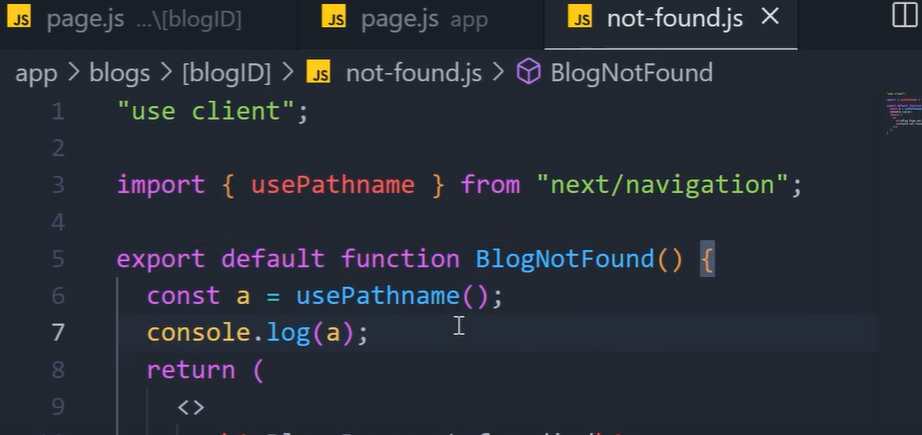 JS page.js ...\[blogID]
JS page.js app
JS not-found.js
app > blogs > [blogID] > JS not-found.js > BlogNotFound
1 "use client";
2
3 import { usePathname } from "next/navigation";
4
5 export default function BlogNotFound() {
6 const a = usePathname();
7 console.log(a);
8 return (
9 <>